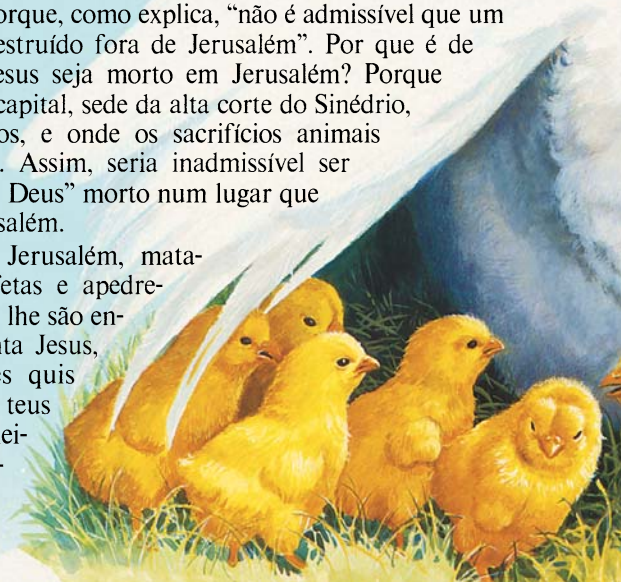 orque, como explica, “não é admissível que um
estruído fora de Jerusalém”. Por que é de
esus seja morto em Jerusalém? Porque
capital, sede da alta corte do Sinédrio,
os, e onde os sacrifícios animais
. Assim, seria inadmissível ser
Deus” morto num lugar que
salém.
Jerusalém, mata-
fetas e apedre-
lhe são en-
nta Jesus,
es quis
teus
ei-
-